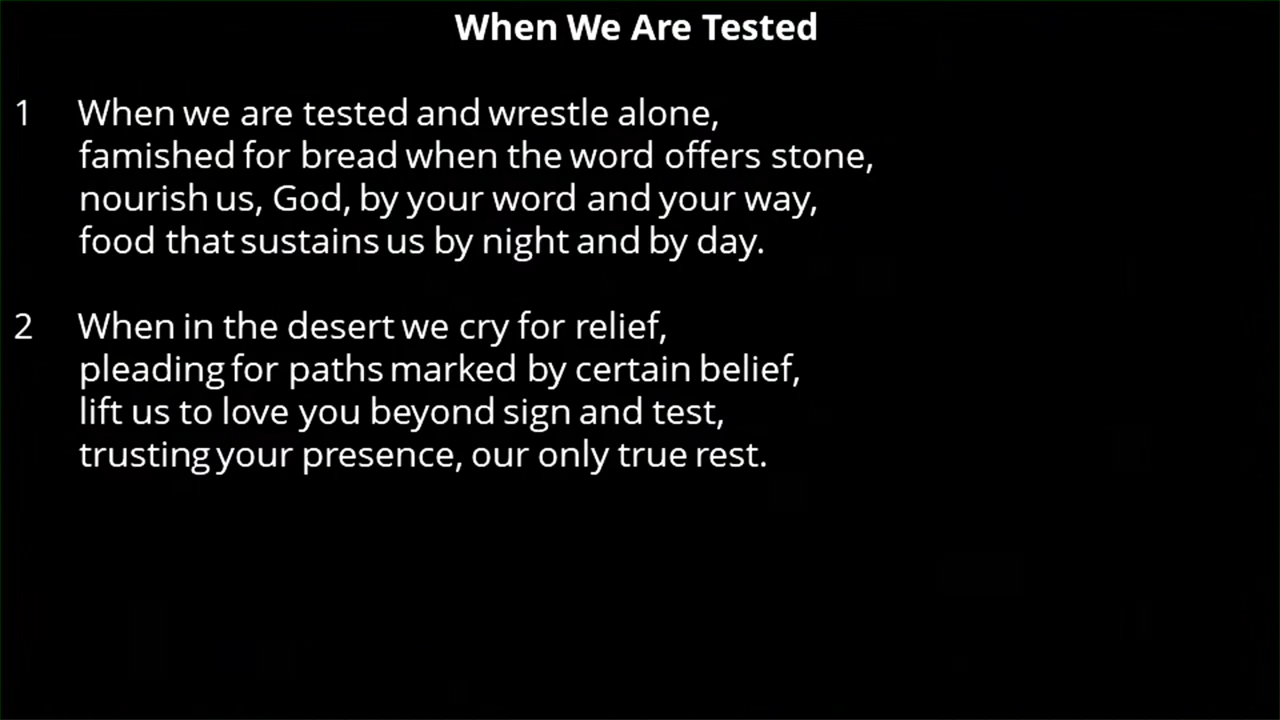 When We Are Tested
1 When we are tested and wrestle alone,
famished for bread when the word offers stone,
nourish us, God, by your word and your way,
food that sustains us by night and by day.
2 When in the desert we cry for relief,
pleading for paths marked by certain belief,
lift us to love you beyond sign and test,
trusting your presence, our only true rest.